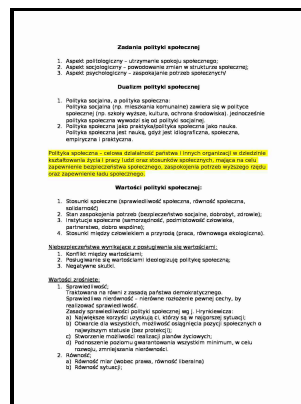 Zadania polityki społecznej
1. Aspekt politologiczny – utrzymanie spokoju społecznego;
2. Aspekt socjologiczny – powodowanie zmian w strukturze społecznej;
3. Aspekt psychologiczny – zaspokajanie potrzeb społecznych/
Dualizm polityki społecznej
1. Polityka socjalna, a polityka społeczna:
Polityka socjalna (np. mieszkania komunalne) zawiera się w polityce
społecznej (np. szkoły wyższe, kultura, ochrona środowiska). Jednocześnie
polityka społeczna wywodzi się od polityki socjalnej.
2. Polityka społeczna jako praktyka/polityka społeczna jako nauka.
Polityka społeczna jest nauką, gdyż jest idiograficzna, społeczna,
empiryczna i praktyczna.
Polityka społeczna – celowa działalność państwa i innych organizacji w dziedzinie
kształtowania życia i pracy ludzi oraz stosunków społecznych, mająca na celu
zapewnienie bezpieczeństwa społecznego, zaspokojenia potrzeb wyższego rzędu
oraz zapewnienie ładu społecznego.
Wartości polityki społecznej:
1. Stosunki społeczne (sprawiedliwość społeczna, równość społeczna,
solidarność)
2. Stan zaspokojenia potrzeb (bezpieczeństwo socjalne, dobrobyt, zdrowie);
3. Instytucje społeczne (samorządność, podmiotowość człowieka,
partnerstwo, dobro wspólne);
4. Stosunki między człowiekiem a przyrodą (praca, równowaga ekologiczna).
Niebezpieczeństwa wynikające z posługiwania się wartościami:
1. Konflikt między wartościami;
2. Posługiwanie się wartościami ideologizuje politykę społeczną;
3. Negatywne skutki.
Wartości zrośnięte:
1. Sprawiedliwość;
Traktowana na równi z zasadą państwa demokratycznego.
Sprawiedliwa nierówność – nierówne rozłożenie pewnej cechy, by
realizować sprawiedliwość.
Zasady sprawiedliwości polityki społecznej wg J. Hrynkiewicza:
a) Największe korzyści uzyskują ci, którzy są w najgorszej sytuacji;
b) Otwarcie dla wszystkich, możliwość osiągnięcia pozycji społecznych o
najwyższym statusie (bez protekcji);
c) Stworzenie możliwości realizacji planów życiowych;
d) Podnoszenie poziomu gwarantowania wszystkim minimum, w celu
rozwoju, zmniejszania nierówności.
2. Równość;
a) Równość miar (wobec prawa, równość liberalna)
b) Równość sytuacji;